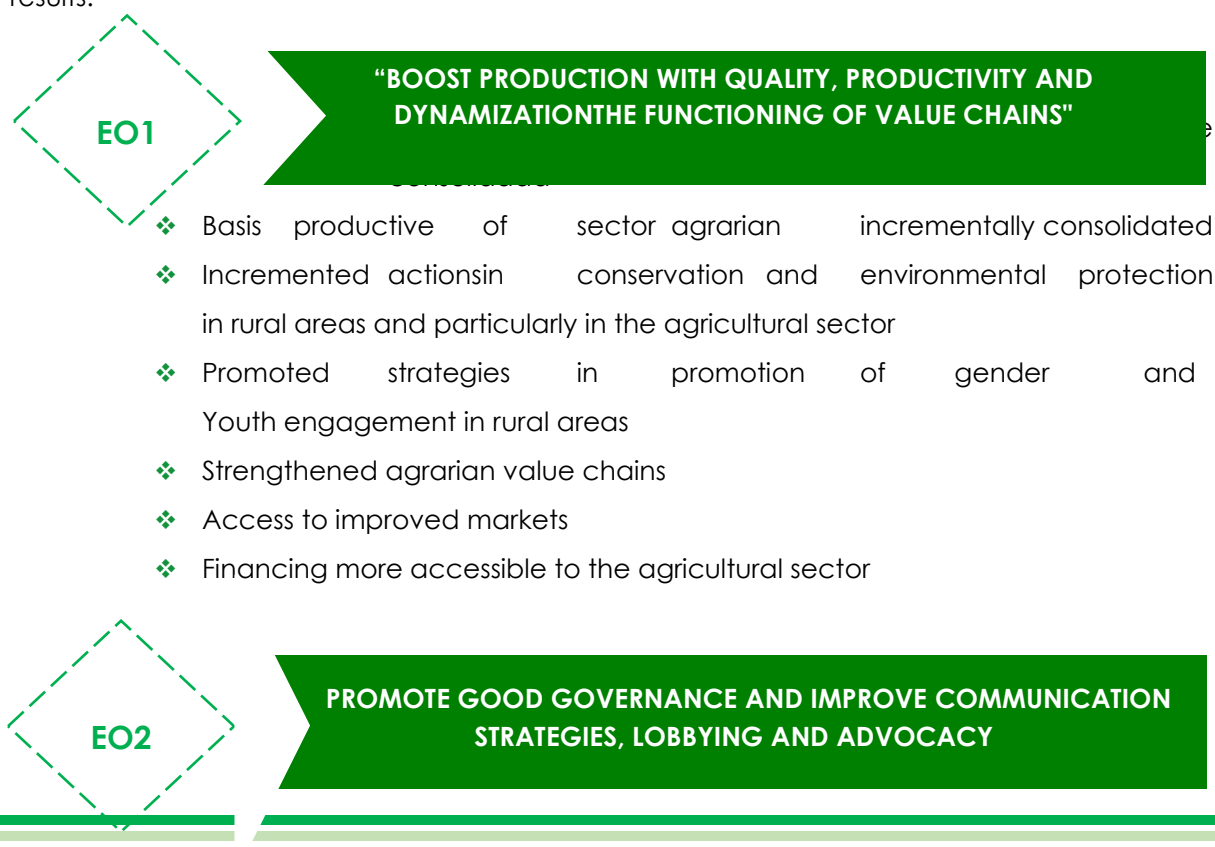 results:
EO1
“BOOST PRODUCTION WITH QUALITY, PRODUCTIVITY AND
DYNAMIZATIONTHE FUNCTIONING OF VALUE CHAINS"
❖ Basis productive of sector agrarian incrementally consolidated
❖ Incremented actionsin conservation and environmental protection
in rural areas and particularly in the agricultural sector
❖ Promoted strategies in promotion of gender and
Youth engagement in rural areas
❖ Strengthened agrarian value chains
❖ Access to improved markets
❖ Financing more accessible to the agricultural sector
EO2
PROMOTE GOOD GOVERNANCE AND IMPROVE COMMUNICATION
STRATEGIES, LOBBYING AND ADVOCACY